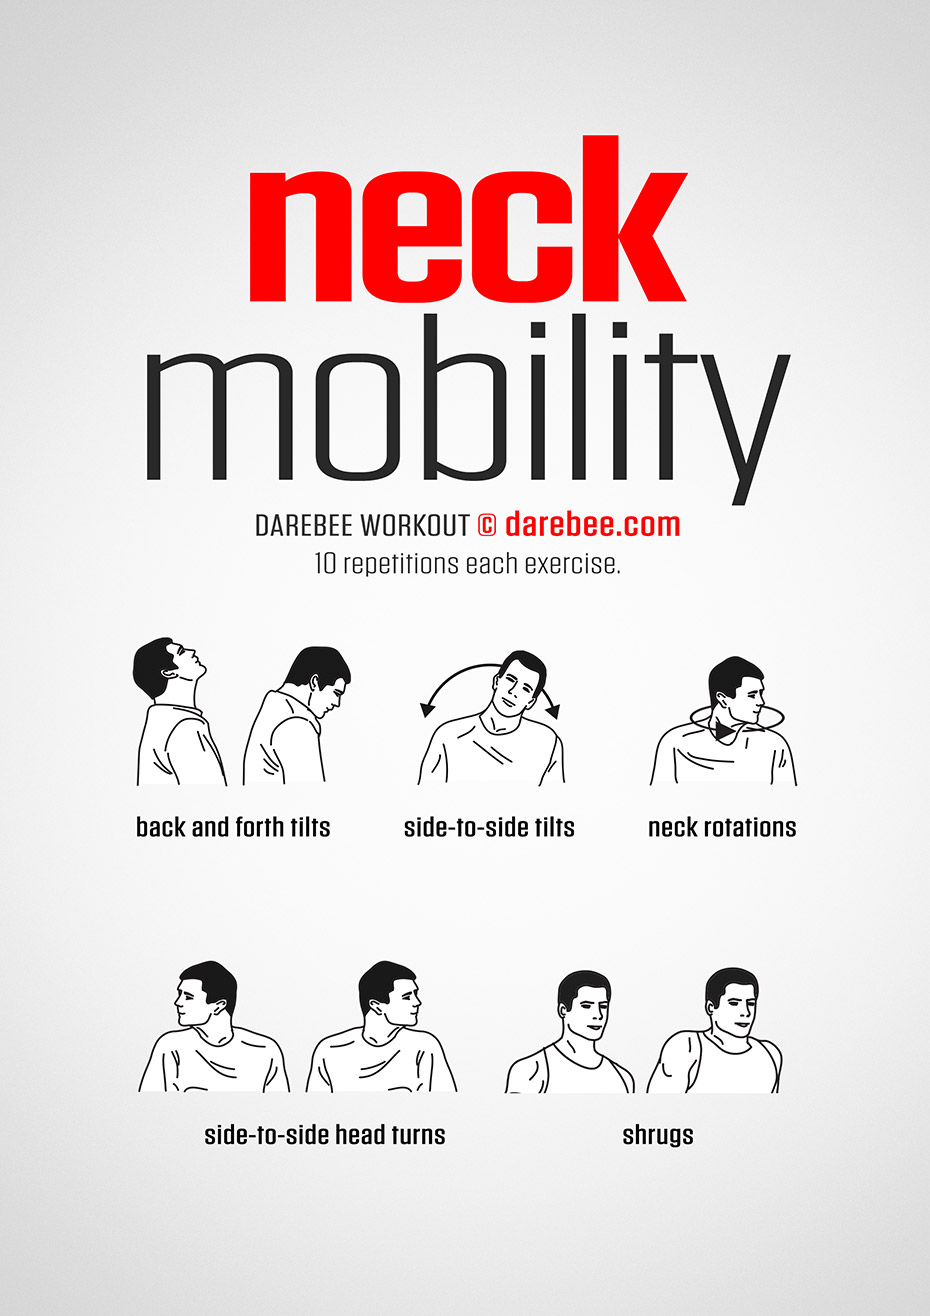 neck
mobility
DAREBEE WORKOUT © darebee.com
10 repetitions each exercise.
back and forth tilts
side-to-side tilts
neck rotations
side-to-side head turns
shrugs